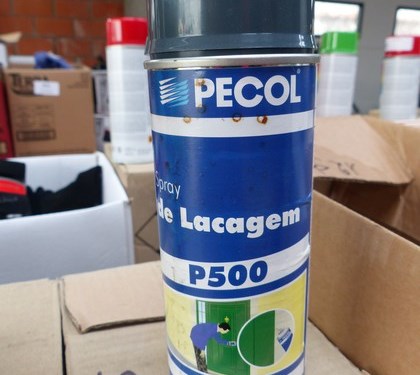 PECOL
Spray
de Lacagem
P500